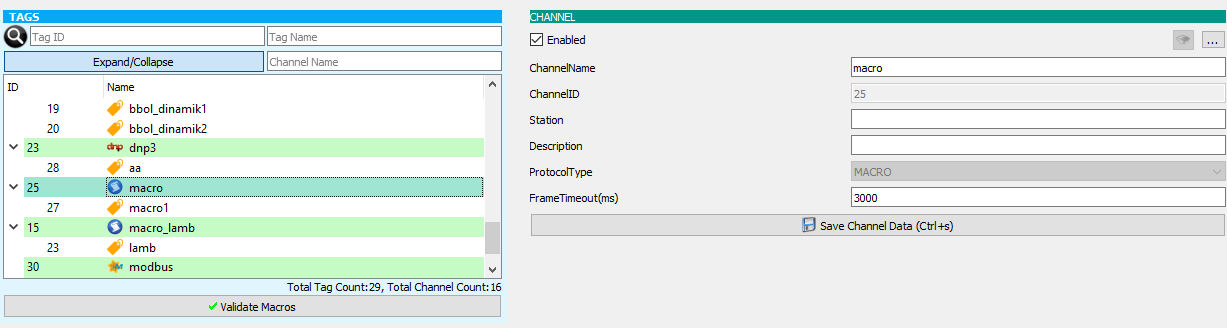 TAGS
Tag ID
Tag Name
Expand/Collapse
Channel Name
ID Name
19 bbol_dinamik1
20 bbol_dinamik2
23 dnp dnp3
28 aa
25 macro
27 macro1
15 macro_lamb
23 lamb
30 modbus
Total Tag Count:29, Total Channel Count:16
Validate Macros
CHANNEL
Enabled
...
ChannelName macro
ChannelID 25
Station
Description
ProtocolType MACRO
FrameTimeout(ms) 3000
Save Channel Data (Ctrl+s)